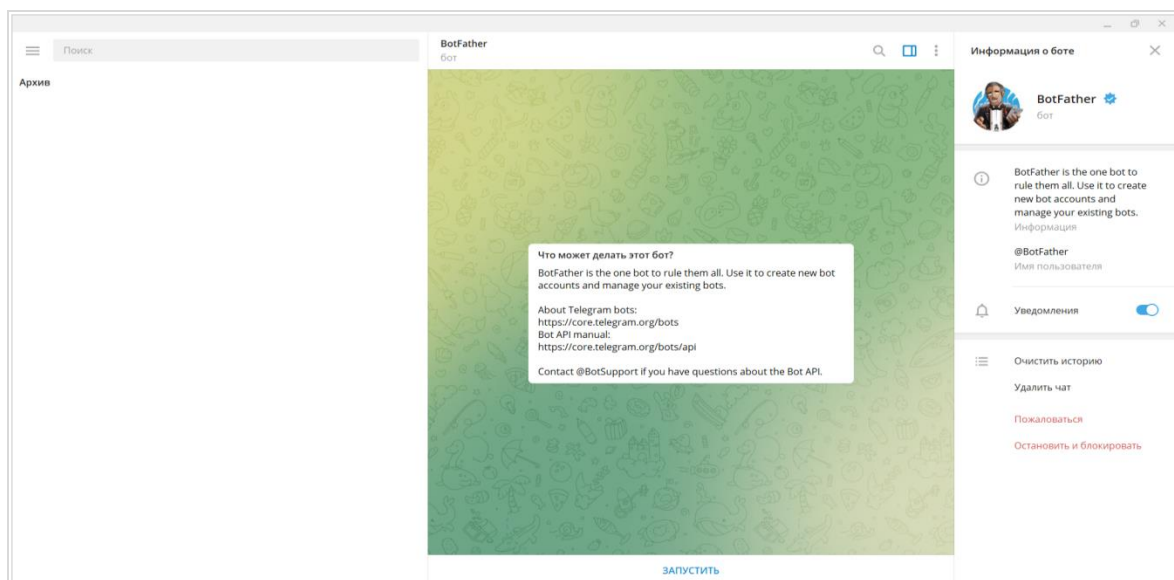 Поиск
Архив
BotFather
бот
Что может делать этот бот?
BotFather is the one bot to rule them all. Use it to create new bot
accounts and manage your existing bots.
About Telegram bots:
https://core.telegram.org/bots
Bot API manual:
https://core.telegram.org/bots/api
Contact @BotSupport if you have questions about the Bot API.
ЗАПУСТИТЬ
Информация о боте
BotFather
бот
BotFather is the one bot to
rule them all. Use it to create
new bot accounts and
manage your existing bots.
Информация
@BotFather
Имя пользователя
Уведомления
Очистить историю
Удалить чат
Пожаловаться
Остановить и блокировать